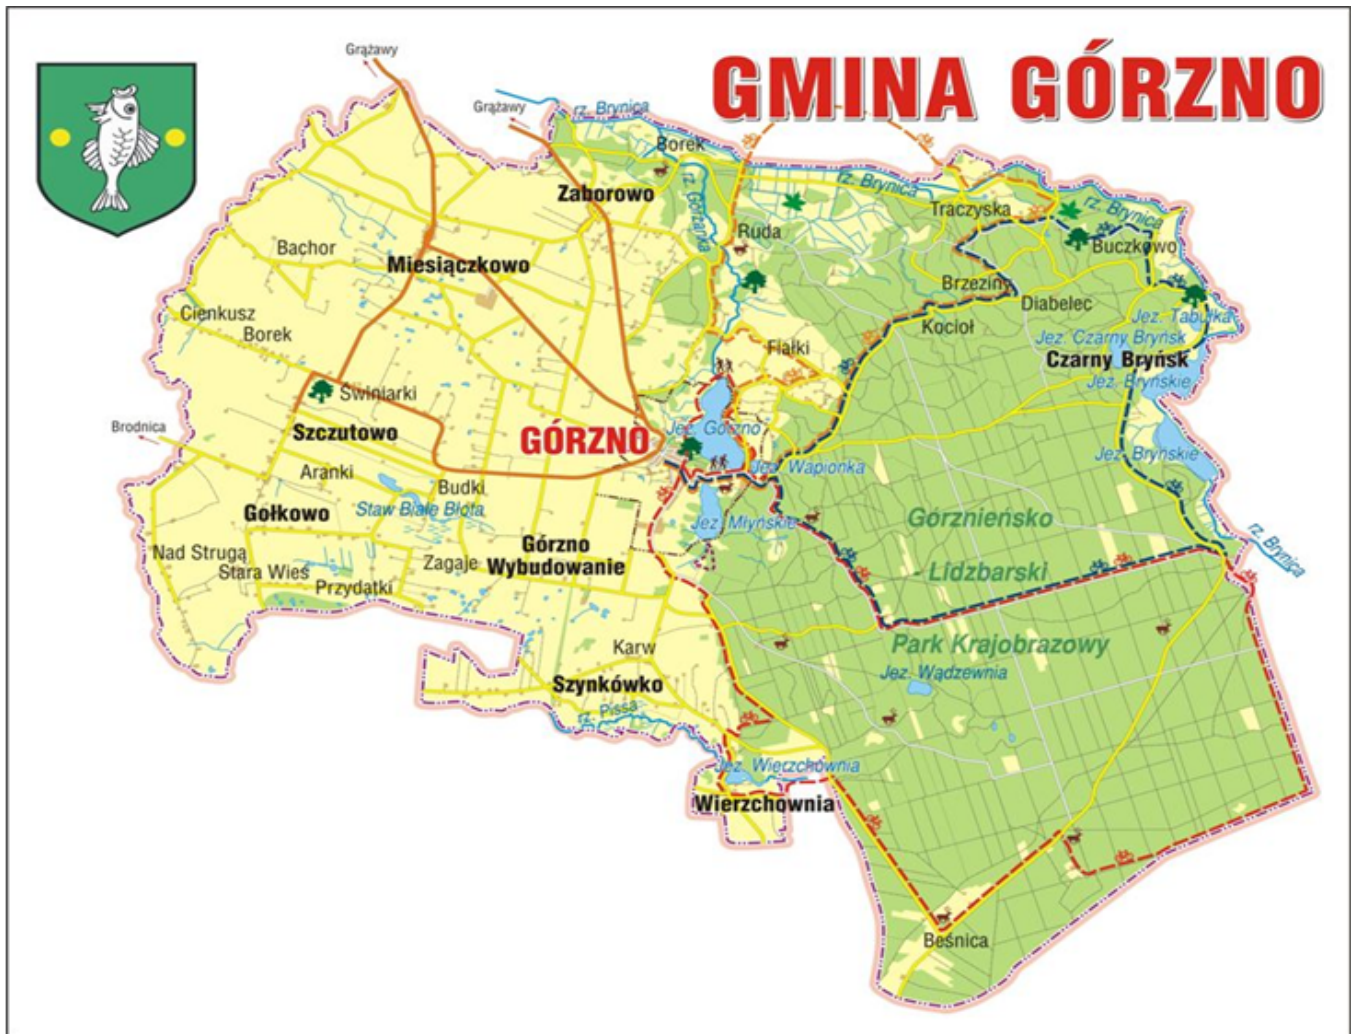 GMINA GÓRZNO
Grążawy
Grążawy
rz. Brynica
Borek
rz. Górzanka
rz. Brynica
Zaborowo
Traczyska
rz. Brynica
Ruda
Buczkowo
Bachor
Miesiączkowo
Brzeziny
Diabelec
Cienkusz
Jez. Tabułka
Borek
Kocioł
Jez. Czarny Bryńsk
Fiałki
Czarny Bryńsk
Jez. Bryńskie
Świniarki
Brodnica
Szczutowo
GÓRZNO
Jez. Górzno
Jez. Bryńskie
Aranki
Jez. Wapionka
Budki
Gołkowo
Staw Białe Błota
Jez. Młyńskie
Górznieńsko
Górzno
Wybudowanie
rz. Brynica
Nad Strugą
Zagaje
Stara Wieś
- Lidzbarski
Przydatki
Park Krajobrazowy
Karw
Jez. Wądzewnia
Szynkówko
rz. Pissa
Jez. Wierzchownia
Wierzchownia
Beśnica